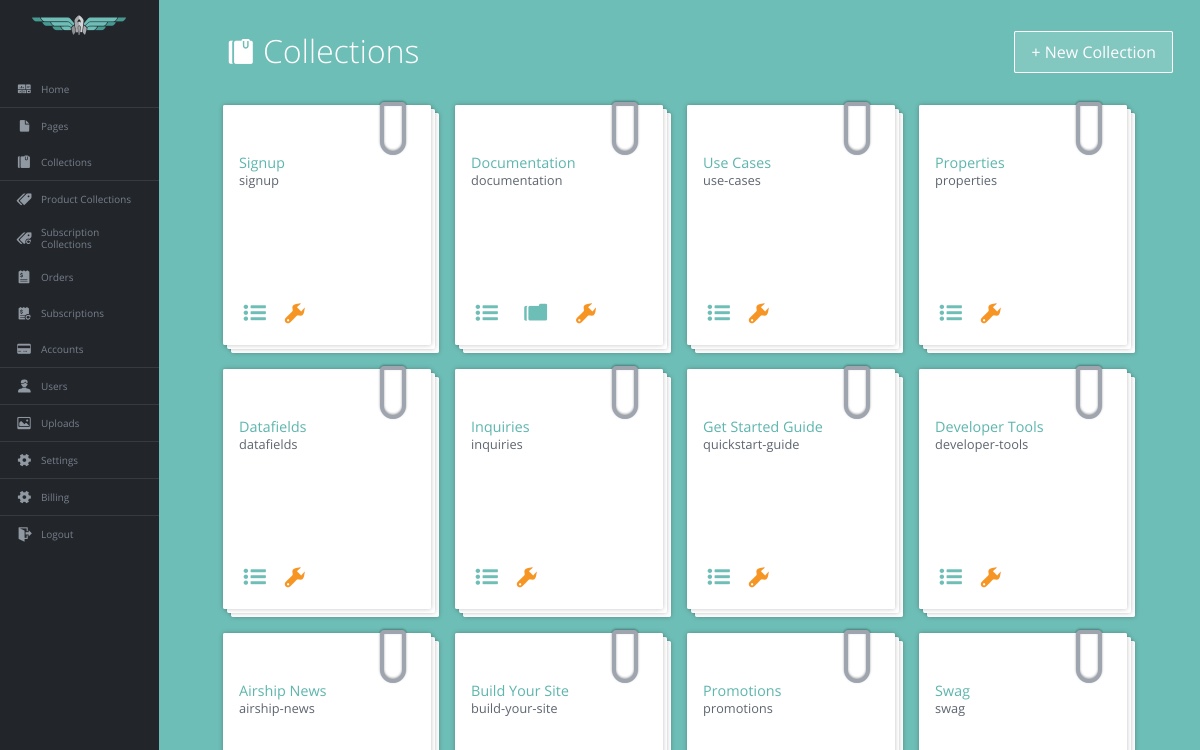 Home
Pages
Collections
Product Collections
Subscription
Collections
Orders
Subscriptions
Accounts
Users
Uploads
Settings
Billing
Logout
Collections
+ New Collection
Signup
signup
Documentation
documentation
Use Cases
use-cases
Properties
properties
Datafields
datafields
Inquiries
inquiries
Get Started Guide
quickstart-guide
Developer Tools
developer-tools
Airship News
airship-news
Build Your Site
build-your-site
Promotions
promotions
Swag
swag